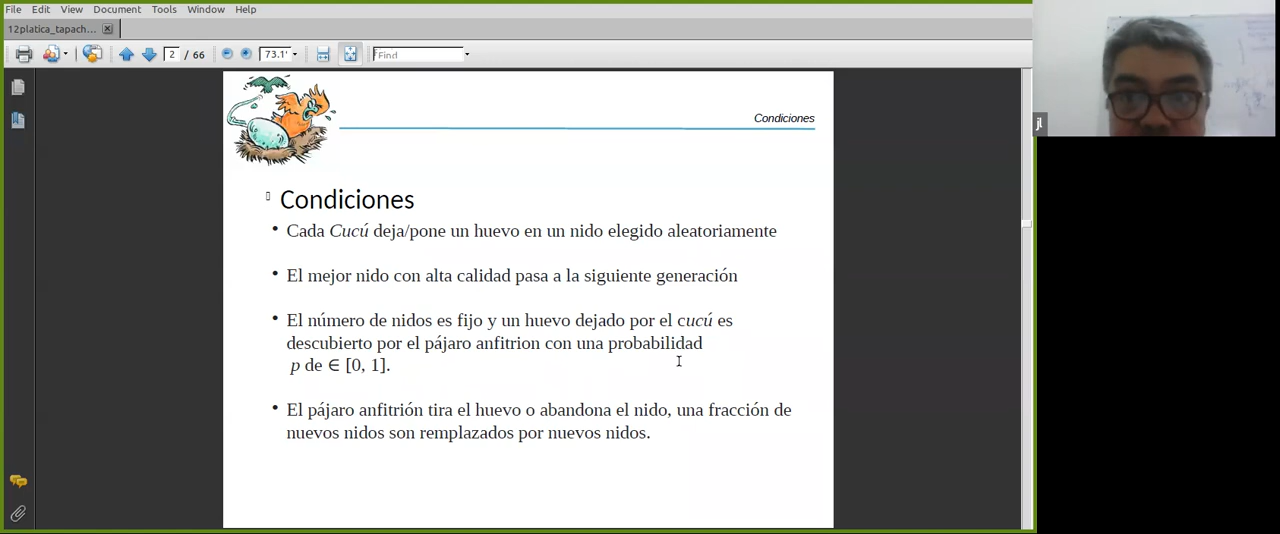 File Edit View Document Tools Window Help
12platica_tapach...
2 / 66 73.1% Find
jl
Condiciones
Condiciones
• Cada Cucú deja/pone un huevo en un nido elegido aleatoriamente
• El mejor nido con alta calidad pasa a la siguiente generación
• El número de nidos es fijo y un huevo dejado por el cucú es
descubierto por el pájaro anfitrion con una probabilidad
p de ∈ [0, 1].
• El pájaro anfitrión tira el huevo o abandona el nido, una fracción de
nuevos nidos son remplazados por nuevos nidos.